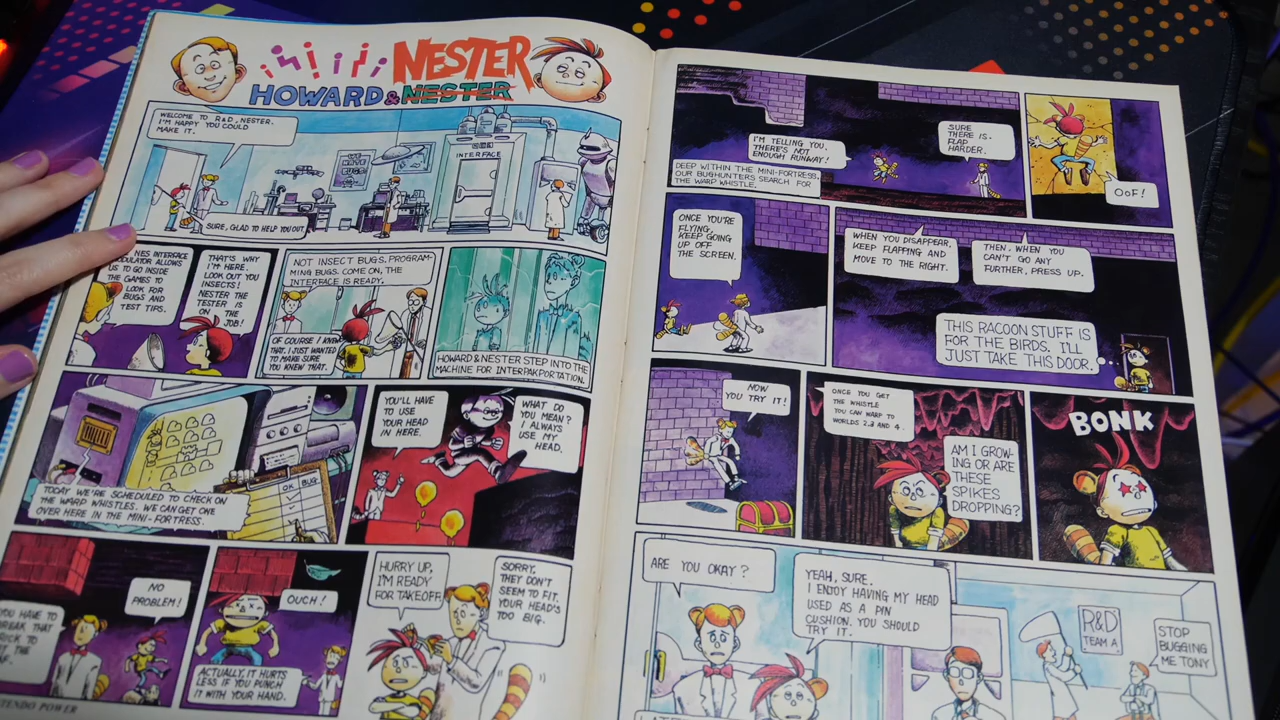 NESTER
HOWARD & NESTER
WELCOME TO R&D, NESTER.
I'M HAPPY YOU COULD
MAKE IT.
INTERFACE
SURE, GLAD TO HELP YOU OUT.
NES INTERFACE
ALLOWS
US TO GO INSIDE
THE GAMES TO
LOOK FOR
BUGS AND
TEST TIPS.
THAT'S WHY
I'M HERE.
LOOK OUT YOU
INSECTS!
NESTER THE
TESTER IS
ON THE
JOB!
NOT INSECT BUGS. PROGRAM-
MING BUGS. COME ON, THE
INTERFACE IS READY.
OF COURSE! I KNEW
THAT. I JUST WANTED
TO MAKE SURE
YOU KNEW THAT.
HOWARD & NESTER STEP INTO THE
MACHINE FOR INTERPAKPORTATION.
OK BUG
TODAY WE'RE SCHEDULED TO CHECK ON
THE WARP WHISTLES. WE CAN GET ONE
OVER HERE IN THE MINI-FORTRESS.
YOU'LL HAVE
TO USE
YOUR HEAD
IN HERE.
WHAT DO
YOU MEAN? I
ALWAYS
USE MY
HEAD.
YOU HAVE TO
BREAK THAT
TO
THE
NO
PROBLEM!
OUCH!
ACTUALLY, IT HURTS
LESS IF YOU PUNCH
IT WITH YOUR HAND.
HURRY UP,
I'M READY
FOR TAKEOFF.
SORRY,
THEY DON'T
SEEM TO FIT.
YOUR HEAD'S
TOO BIG.
TENDO POWER
I'M TELLING YOU,
THERE'S NOT
ENOUGH RUNWAY!
SURE
THERE IS-
FLAP
HARDER.
DEEP WITHIN THE MINI-FORTRESS,
OUR BUGHUNTERS SEARCH FOR
THE WARP WHISTLE.
OOF!
ONCE YOU'RE
FLYING,
KEEP GOING
UP OFF
THE SCREEN.
WHEN YOU DISAPPEAR,
KEEP FLAPPING AND
MOVE TO THE RIGHT.
THEN, WHEN YOU
CAN'T GO ANY
FURTHER, PRESS UP.
THIS RACOON STUFF IS
FOR THE BIRDS. I'LL
JUST TAKE THIS DOOR.
NOW
YOU TRY IT!
ONCE YOU GET
THE WHISTLE
YOU CAN WARP TO
WORLDS 2,3 AND 4.
AM I GROW-
ING OR ARE
THESE
SPIKES
DROPPING?
BONK
ARE YOU OKAY?
YEAH, SURE.
I ENJOY HAVING MY HEAD
USED AS A PIN
CUSHION. YOU SHOULD
TRY IT.
R&D
TEAM A
STOP
BUGGING
ME TONY